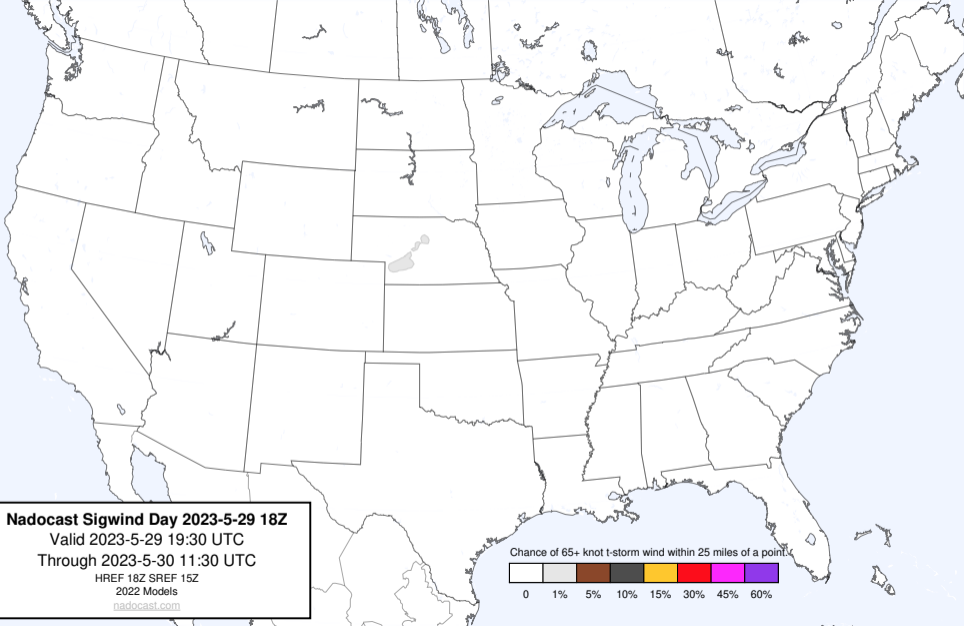 Nadocast Sigwind Day 2023-5-29 18Z
Valid 2023-5-29 19:30 UTC
Through 2023-5-30 11:30 UTC
HREF 18Z SREF 15Z
2022 Models
nadocast.com
Chance of 65+ knot t-storm wind within 25 miles of a point.
0 1% 5% 10% 15% 30% 45% 60%